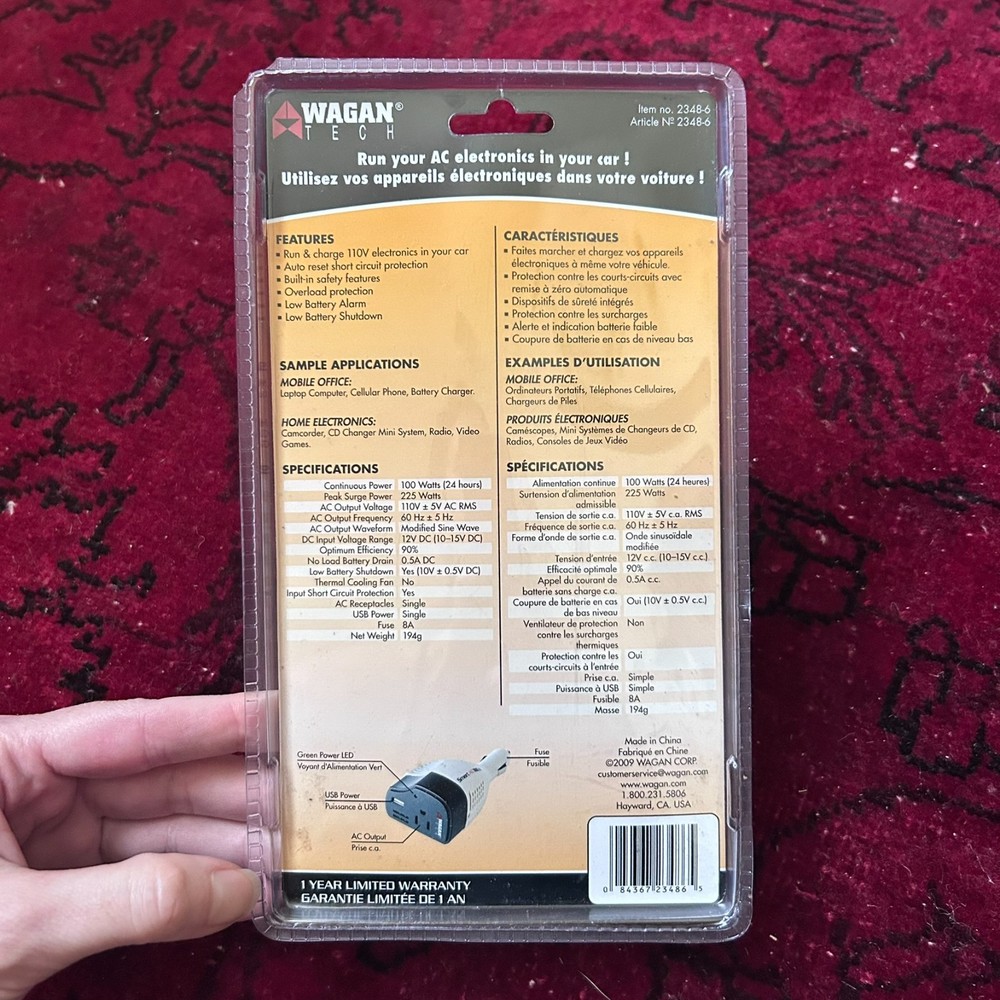 WAGAN®
TECH
Item no. 2348-6
Article Nº 2348-6
Run your AC electronics in your car !
Utilisez vos appareils électroniques dans votre voiture !
FEATURES
▪ Run & charge 110V electronics in your car
▪ Auto reset short circuit protection
▪ Built-in safety features
▪ Overload protection
▪ Low Battery Alarm
▪ Low Battery Shutdown
SAMPLE APPLICATIONS
MOBILE OFFICE:
Laptop Computer, Cellular Phone, Battery Charger.
HOME ELECTRONICS:
Camcorder, CD Changer Mini System, Radio, Video
Games.
SPECIFICATIONS
Continuous Power 100 Watts (24 hours)
Peak Surge Power 225 Watts
AC Output Voltage 110V ± 5V AC RMS
AC Output Frequency 60 Hz ± 5 Hz
AC Output Waveform Modified Sine Wave
DC Input Voltage Range 12V DC (10–15V DC)
Optimum Efficiency 90%
No Load Battery Drain 0.5A DC
Low Battery Shutdown Yes (10V ± 0.5V DC)
Thermal Cooling Fan No
Input Short Circuit Protection Yes
AC Receptacles Single
USB Power Single
Fuse 8A
Net Weight 194g
CARACTÉRISTIQUES
▪ Faites marcher et chargez vos appareils
électroniques à même votre véhicule.
▪ Protection contre les courts-circuits avec
remise à zéro automatique
▪ Dispositifs de sûreté intégrés
▪ Protection contre les surcharges
▪ Alerte et indication batterie faible
▪ Coupure de batterie en cas de niveau bas
EXAMPLES D'UTILISATION
MOBILE OFFICE:
Ordinateurs Portatifs, Téléphones Cellulaires,
Chargeurs de Piles
PRODUITS ÉLECTRONIQUES
Caméscopes, Mini Systèmes de Changeurs de CD,
Radios, Consoles de Jeux Vidéo
SPÉCIFICATIONS
Alimentation continue 100 Watts (24 heures)
Surtension d'alimentation 225 Watts
admissible
Tension de sortie c.a. 110V ± 5V c.a. RMS
Fréquence de sortie c.a. 60 Hz ± 5 Hz
Forme d'onde de sortie c.a. Onde sinusoïdale
modifiée
Tension d'entrée 12V c.c. (10–15V c.c.)
Efficacité optimale 90%
Appel du courant de 0.5A c.c.
batterie sans charge c.a.
Coupure de batterie en cas Oui (10V ± 0.5V c.c.)
de bas niveau
Ventilateur de protection Non
contre les surcharges
thermiques
Protection contre les Oui
courts-circuits à l'entrée
Prise c.a. Simple
Puissance à USB Simple
Fusible 8A
Masse 194g
Green Power LED
Voyant d'Alimentation Vert
USB Power
Puissance à USB
AC Output
Prise c.a.
Fuse
Fusible
Made in China
Fabriqué en Chine
©2009 WAGAN CORP.
customerservice@wagan.com
www.wagan.com
1.800.231.5806
Hayward, CA. USA
1 YEAR LIMITED WARRANTY
GARANTIE LIMITÉE DE 1 AN
0 84367 23486 5